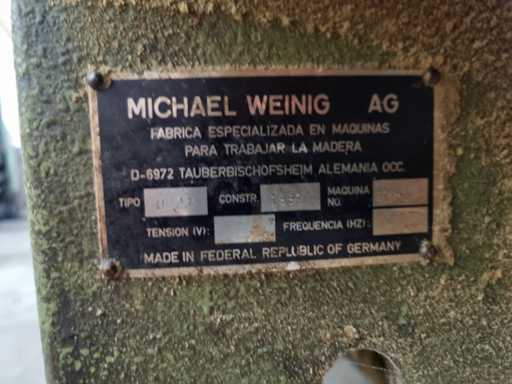 MICHAEL WEINIG AG
FABRICA ESPECIALIZADA EN MAQUINAS
PARA TRABAJAR LA MADERA
D-6972 TAUBERBISCHOFSHEIM ALEMANIA OCC.
TIPO CONSTR. MAQUINA NO.
TENSION (V): FREQUENCIA (HZ):
MADE IN FEDERAL REPLUBLIC OF GERMANY